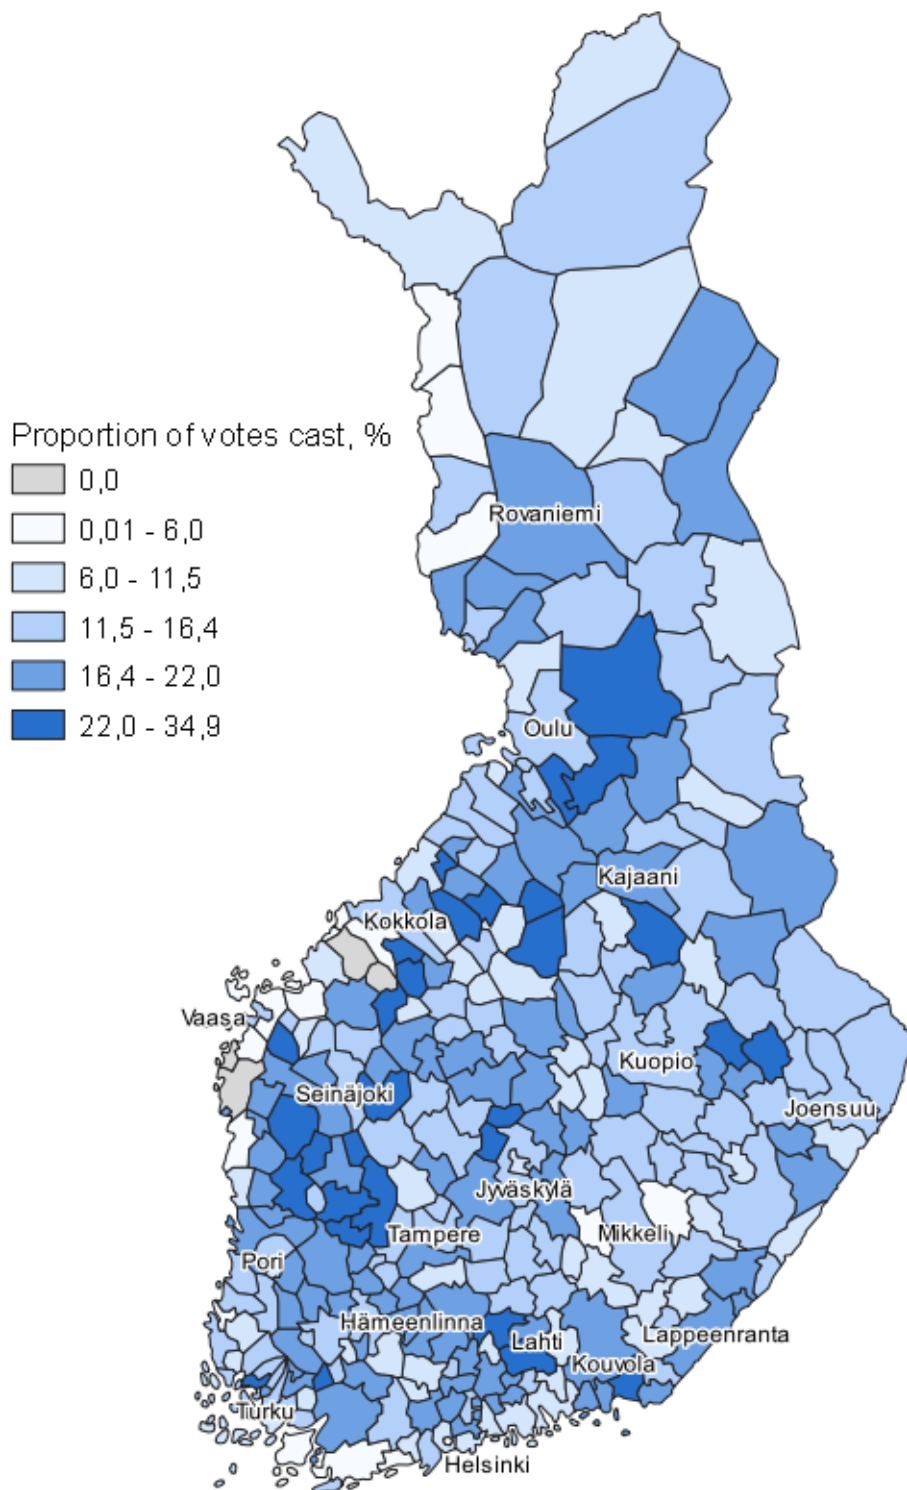 Proportion of votes cast, %
0,0
0,01 - 6,0
6,0 - 11,5
11,5 - 16,4
16,4 - 22,0
22,0 - 34,9
Rovaniemi
Oulu
Kajaani
Kokkola
Vaasa
Kuopio
Seinäjoki
Joensuu
Jyväskylä
Tampere
Mikkeli
Pori
Hämeenlinna
Lahti
Lappeenranta
Kouvola
Turku
Helsinki